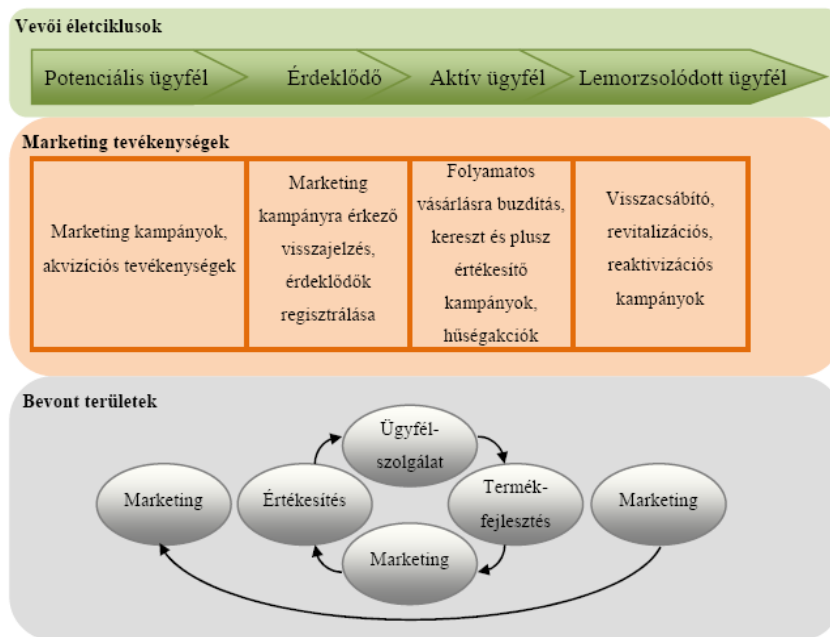 Vevői életciklusok
Potenciális ügyfél
Érdeklődő
Aktív ügyfél
Lemorzsolódott ügyfél
Marketing tevékenységek
Marketing kampányok,
akvizíciós tevékenységek
Marketing
kampányra érkező
visszajelzés,
érdeklődők
regisztrálása
Folyamatos
vásárlásra buzdítás,
kereszt és plusz
értékesítő
kampányok,
hűségakciók
Visszacsábító,
revitalizációs,
reaktivizációs
kampányok
Bevont területek
Marketing
Értékesítés
Ügyfél-
szolgálat
Termék-
fejlesztés
Marketing
Marketing